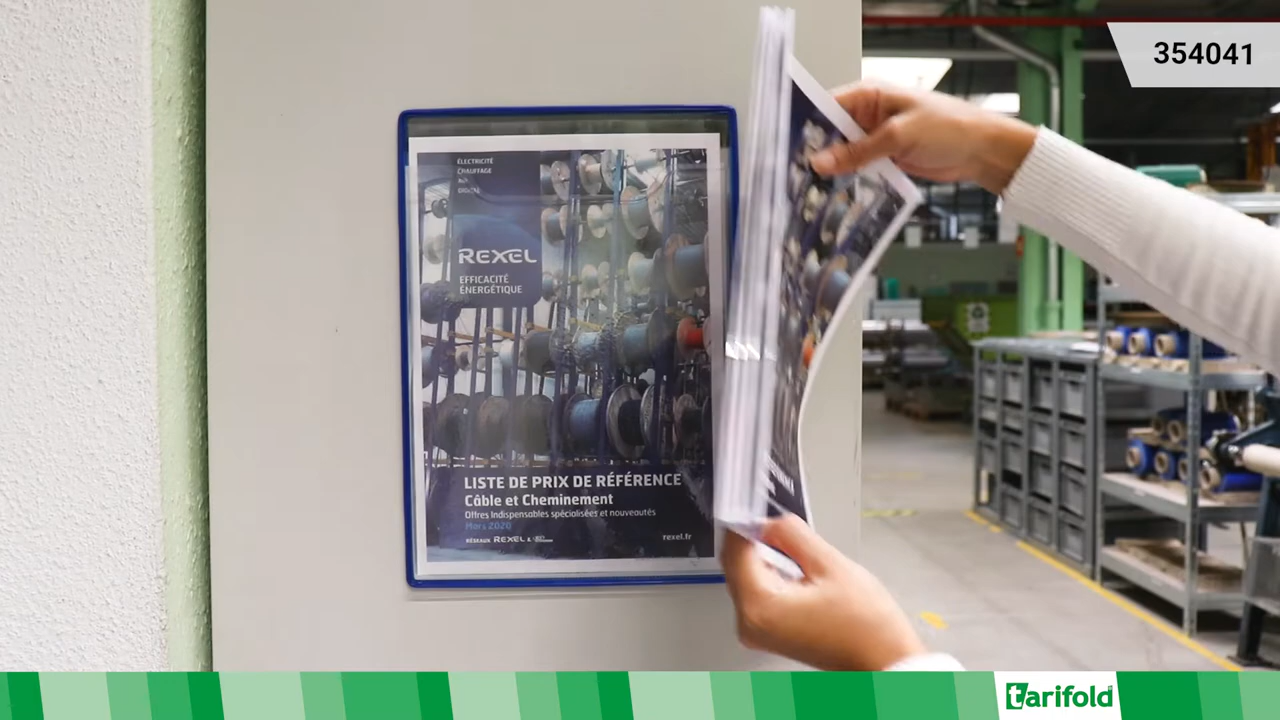 354041
ÉLECTRICITÉ
CHAUFFAGE
REXEL
EFFICACITÉ
ÉNERGÉTIQUE
LISTE DE PRIX DE RÉFÉRENCE
Câble et Cheminement
Offres Indispensables spécialisées et nouveautés
Mars 2020
RÉSEAUX REXEL &
rexel.fr
tarifold